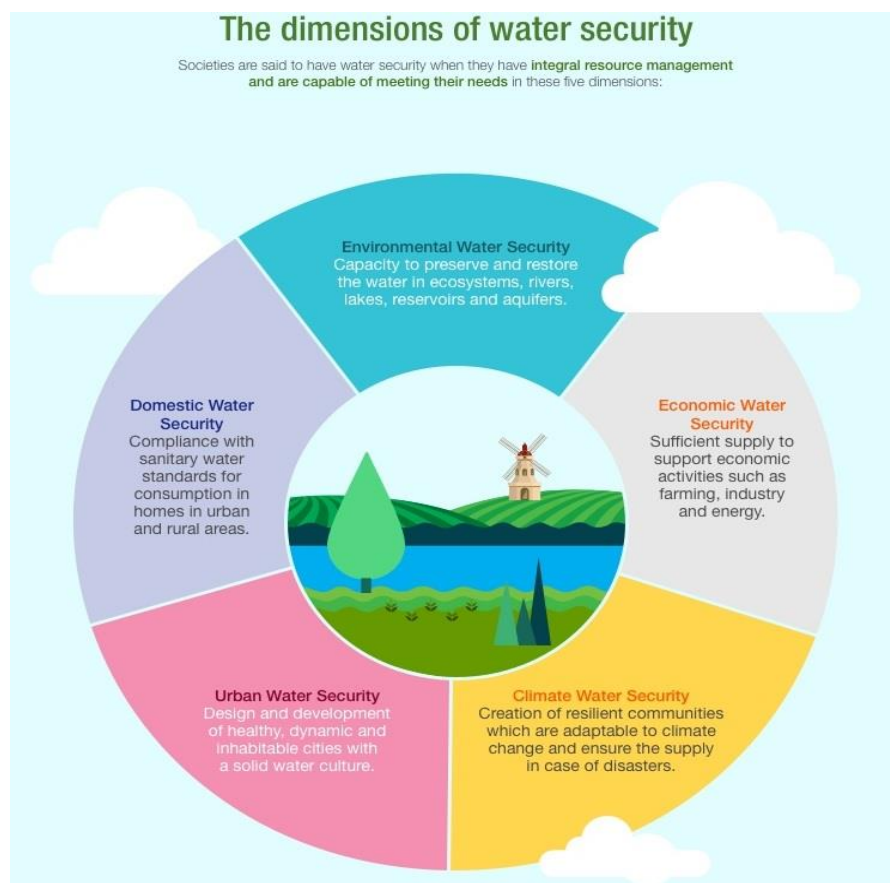 The dimensions of water security
Societies are said to have water security when they have integral resource management
and are capable of meeting their needs in these five dimensions:
Environmental Water Security
Capacity to preserve and restore
the water in ecosystems, rivers,
lakes, reservoirs and aquifers.
Domestic Water
Security
Compliance with
sanitary water
standards for
consumption in
homes in urban
and rural areas.
Economic Water
Security
Sufficient supply to
support economic
activities such as
farming, industry
and energy.
Urban Water Security
Design and development
of healthy, dynamic and
inhabitable cities with
a solid water culture.
Climate Water Security
Creation of resilient communities
which are adaptable to climate
change and ensure the supply
in case of disasters.